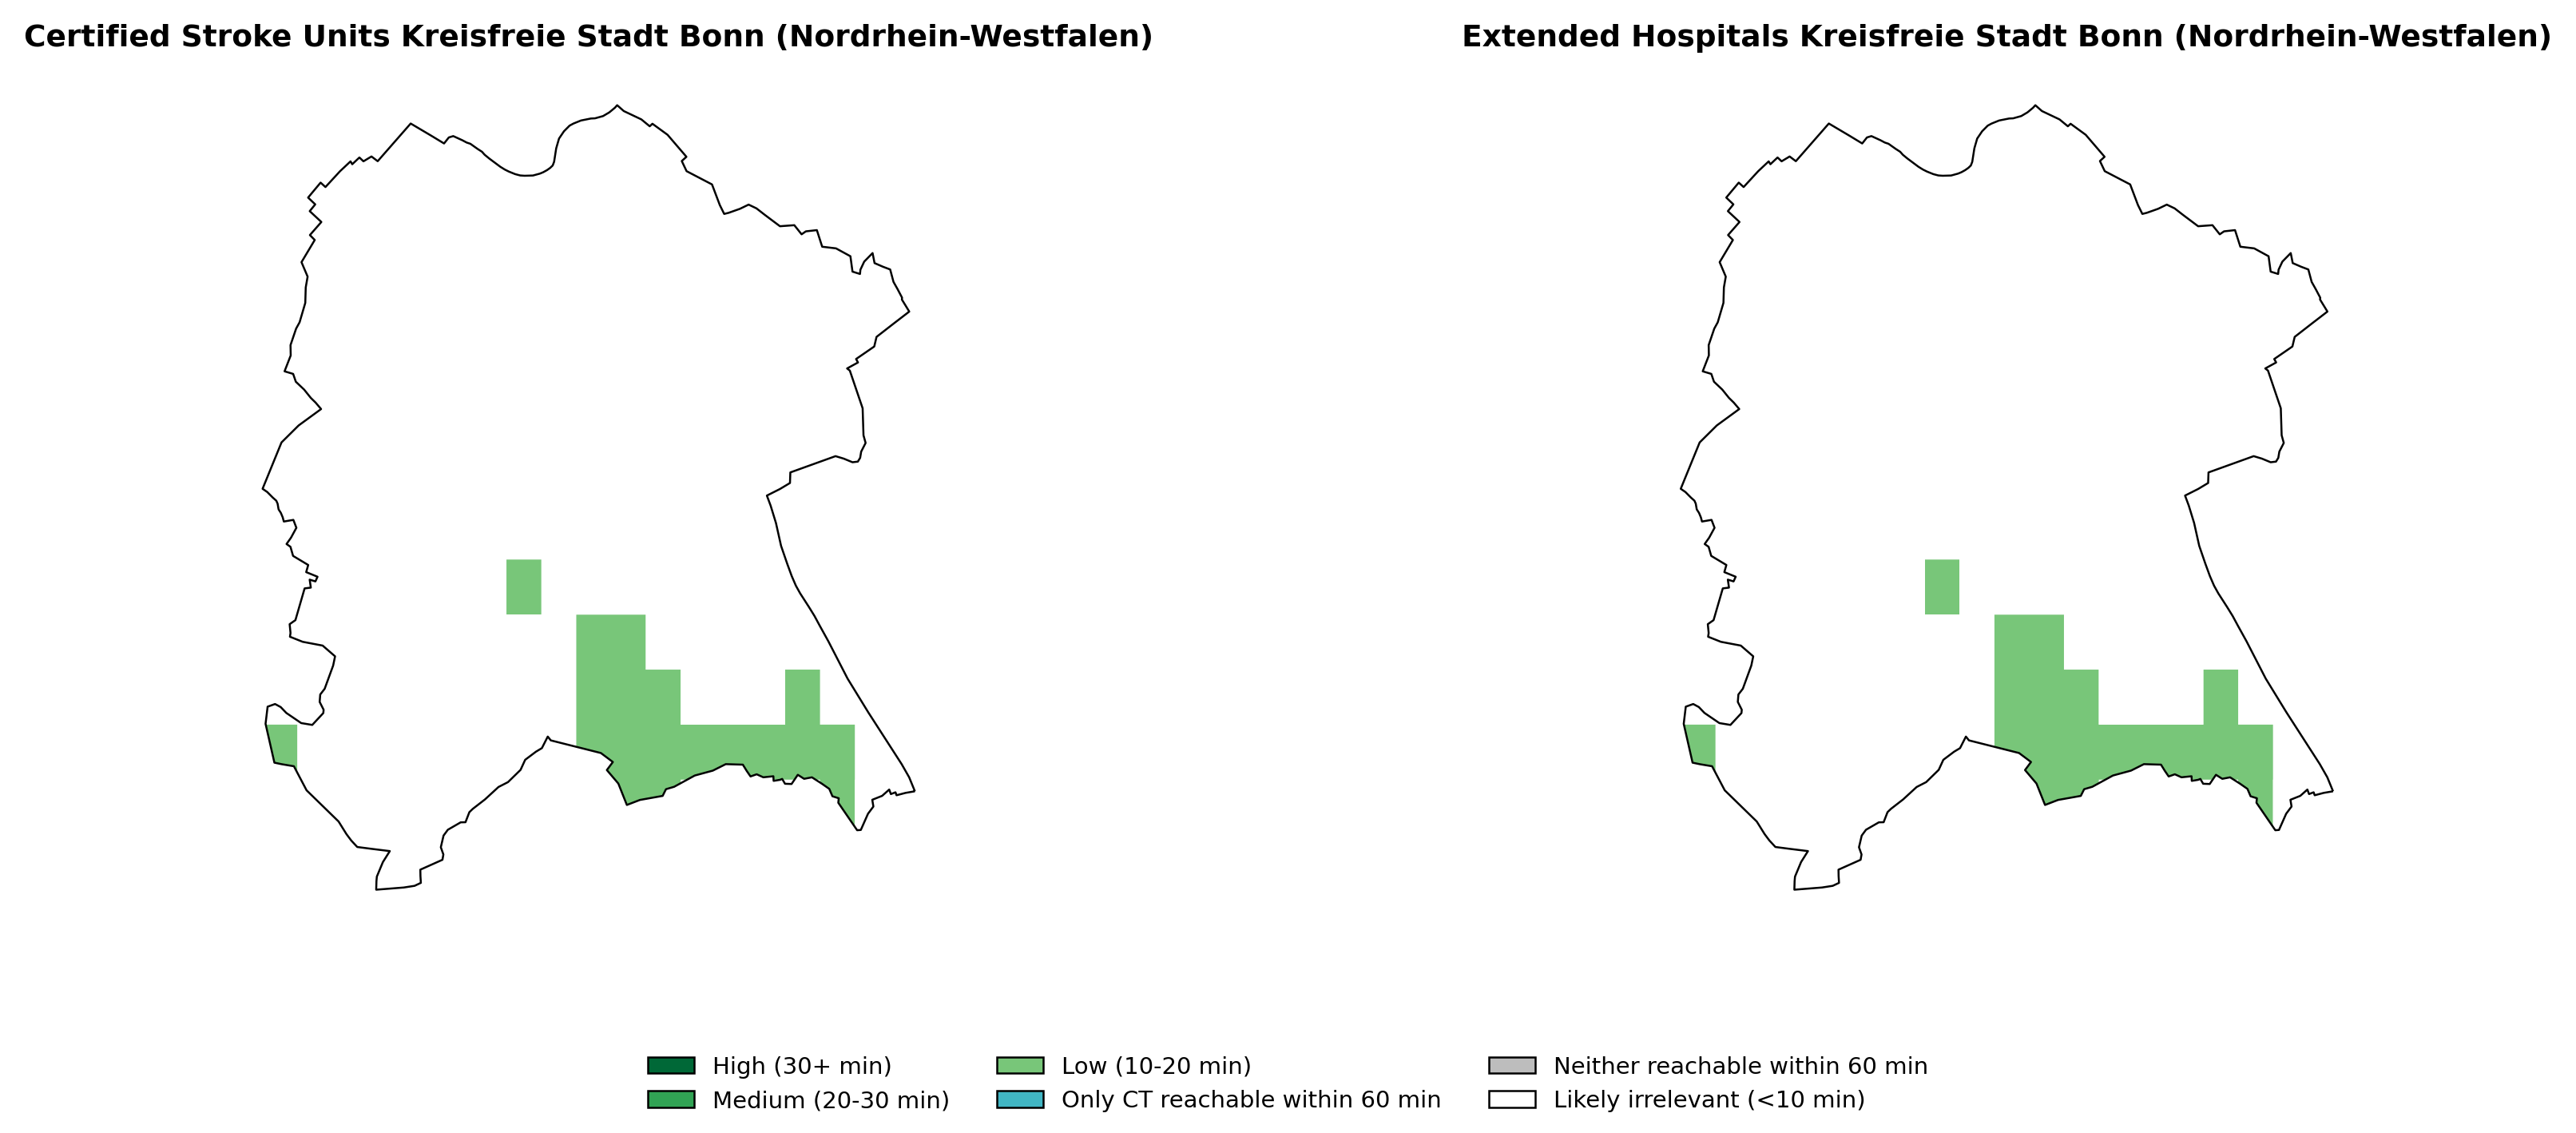 Certified Stroke Units Kreisfreie Stadt Bonn (Nordrhein-Westfalen)
Extended Hospitals Kreisfreie Stadt Bonn (Nordrhein-Westfalen)
High (30+ min)
Medium (20-30 min)
Low (10-20 min)
Only CT reachable within 60 min
Neither reachable within 60 min
Likely irrelevant (<10 min)